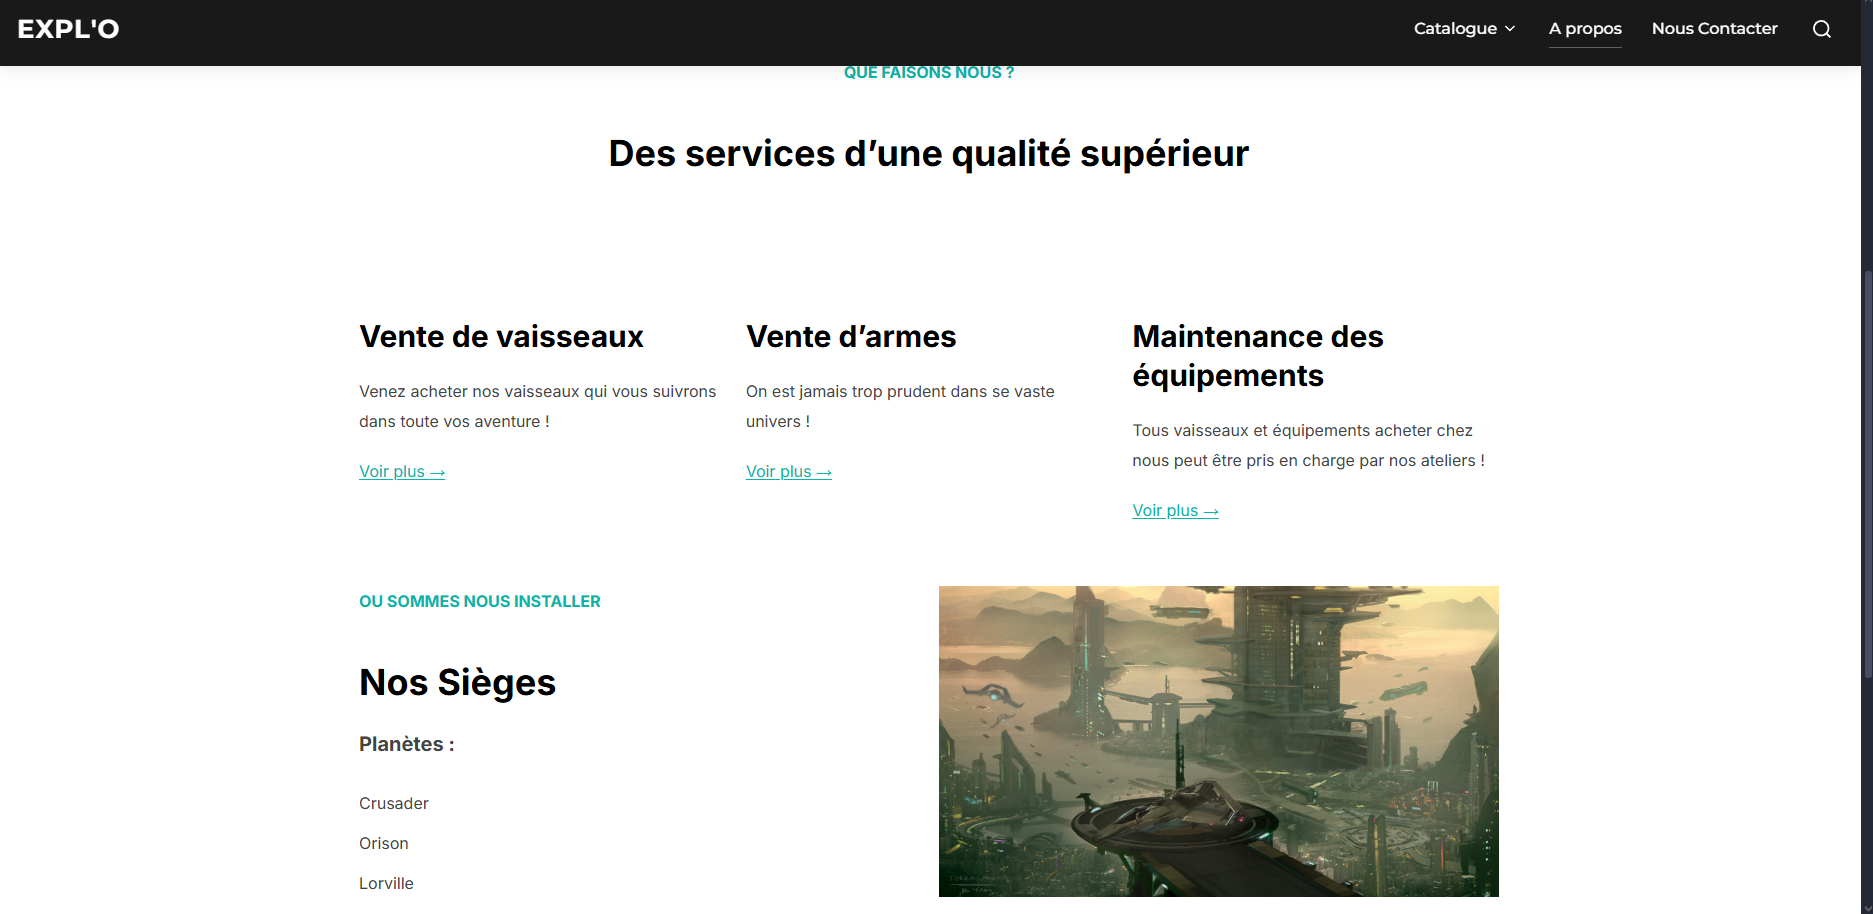 EXPL'O
Catalogue
A propos
Nous Contacter
QUE FAISONS NOUS ?
Des services d’une qualité supérieur
Vente de vaisseaux
Venez acheter nos vaisseaux qui vous suivrons
dans toute vos aventure !
Voir plus →
Vente d’armes
On est jamais trop prudent dans se vaste
univers !
Voir plus →
Maintenance des
équipements
Tous vaisseaux et équipements acheter chez
nous peut être pris en charge par nos ateliers !
Voir plus →
OU SOMMES NOUS INSTALLER
Nos Sièges
Planètes :
Crusader
Orison
Lorville